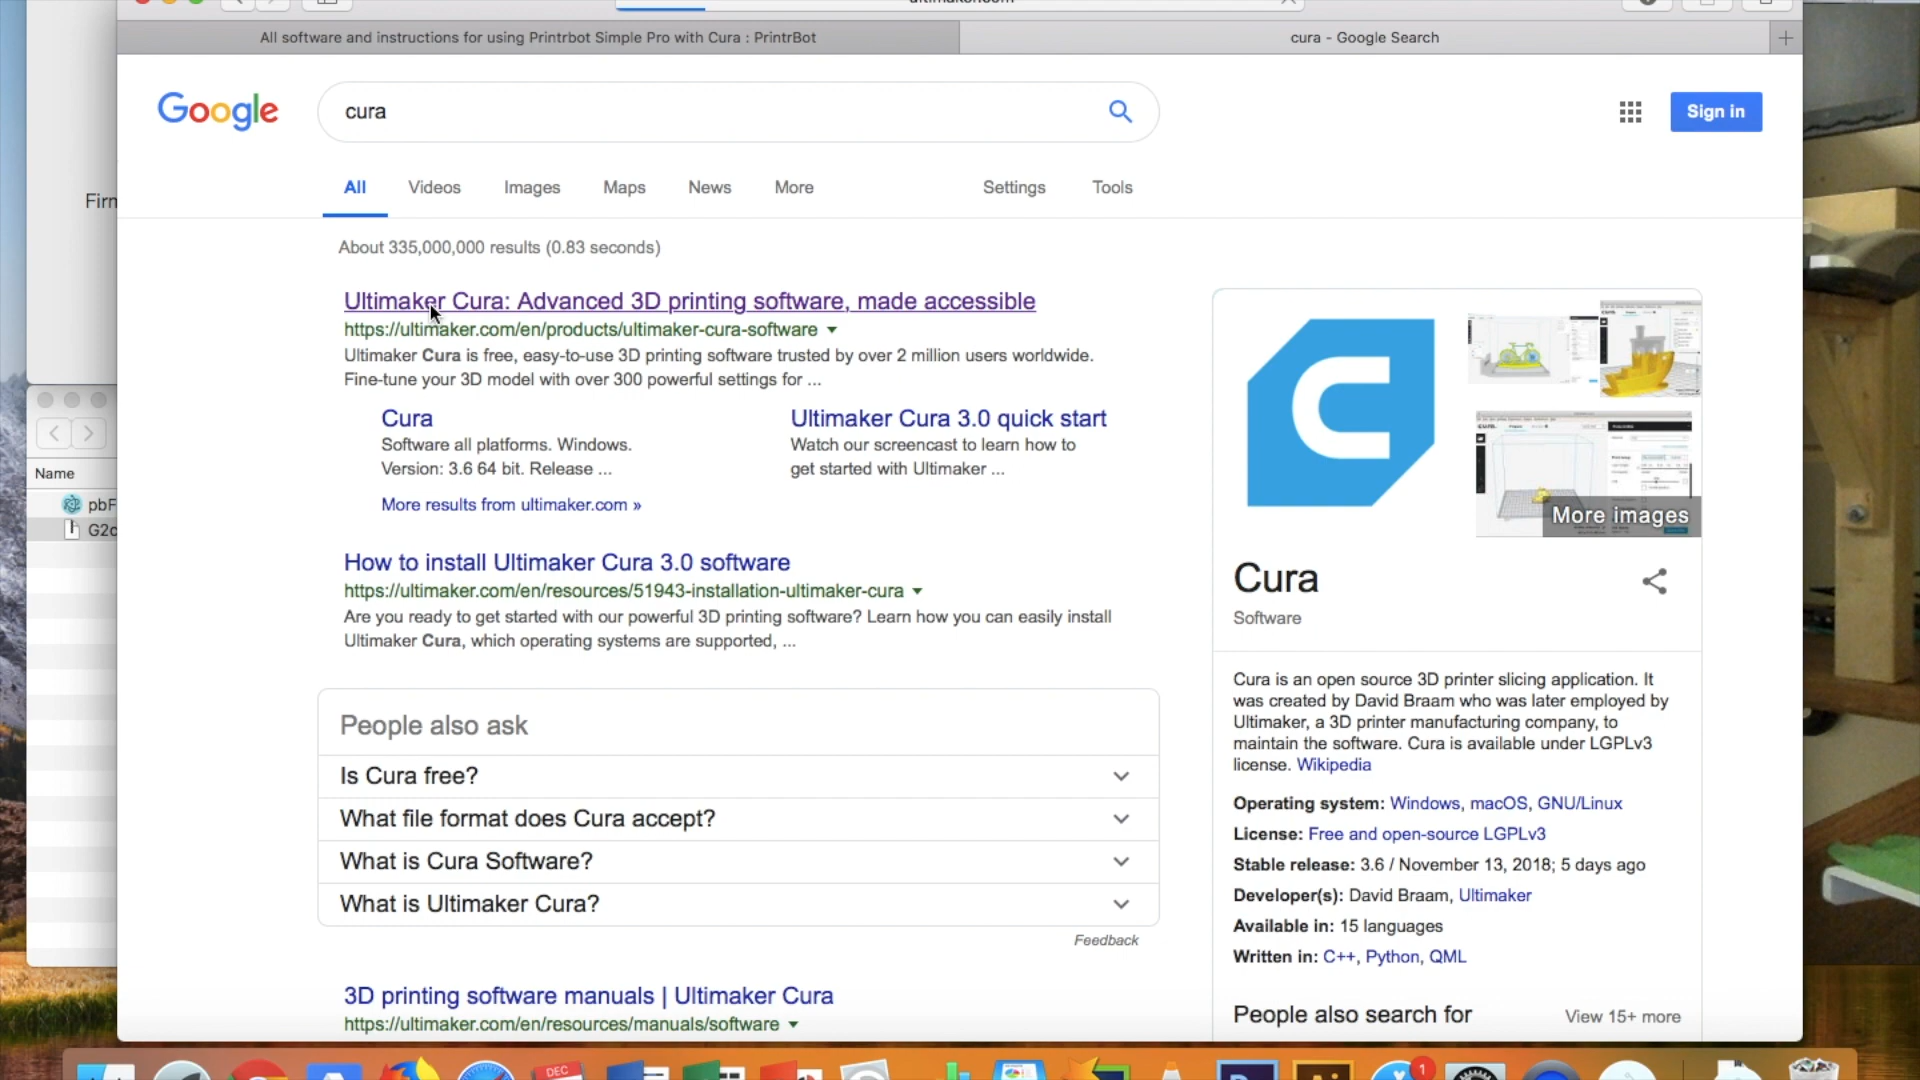 All software and instructions for using Printrbot Simple Pro with Cura : PrintrBot
cura - Google Search
Google
cura
Sign in
All
Videos
Images
Maps
News
More
Settings
Tools
About 335,000,000 results (0.83 seconds)
Ultimaker Cura: Advanced 3D printing software, made accessible
https://ultimaker.com/en/products/ultimaker-cura-software
Ultimaker Cura is free, easy-to-use 3D printing software trusted by over 2 million users worldwide.
Fine-tune your 3D model with over 300 powerful settings for ...
Cura
Software all platforms. Windows.
Version: 3.6 64 bit. Release ...
Ultimaker Cura 3.0 quick start
Watch our screencast to learn how to
get started with Ultimaker ...
More results from ultimaker.com »
How to install Ultimaker Cura 3.0 software
https://ultimaker.com/en/resources/51943-installation-ultimaker-cura
Are you ready to get started with our powerful 3D printing software? Learn how you can easily install
Ultimaker Cura, which operating systems are supported, ...
People also ask
Is Cura free?
What file format does Cura accept?
What is Cura Software?
What is Ultimaker Cura?
Feedback
3D printing software manuals | Ultimaker Cura
https://ultimaker.com/en/resources/manuals/software
More images
Cura
Software
Cura is an open source 3D printer slicing application. It
was created by David Braam who was later employed by
Ultimaker, a 3D printer manufacturing company, to
maintain the software. Cura is available under LGPLv3
license. Wikipedia
Operating system: Windows, macOS, GNU/Linux
License: Free and open-source LGPLv3
Stable release: 3.6 / November 13, 2018; 5 days ago
Developer(s): David Braam, Ultimaker
Available in: 15 languages
Written in: C++, Python, QML
People also search for
View 15+ more
Firm
Name
pbF
G2c
DEC
1